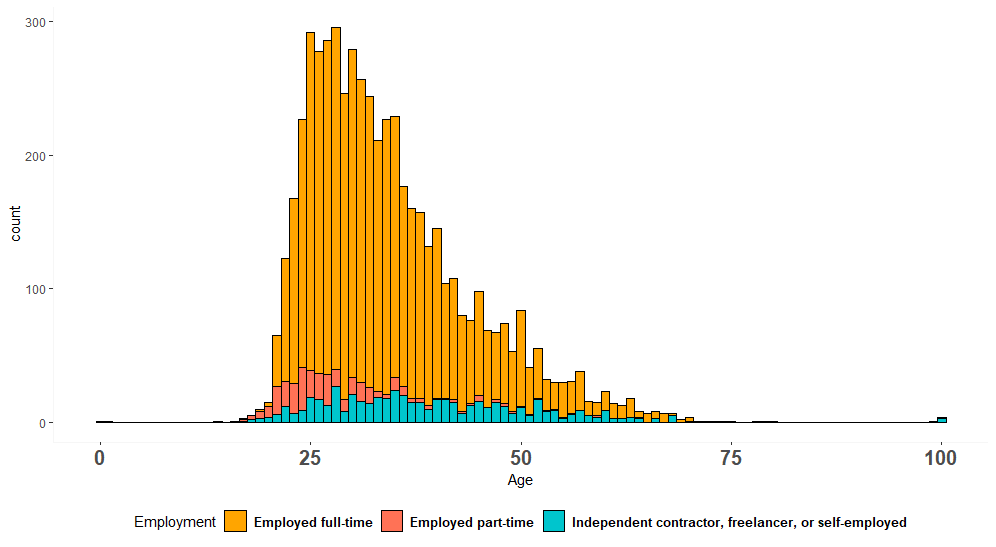 300
200
100
0
count
0 25 50 75 100
Age
Employment Employed full-time Employed part-time Independent contractor, freelancer, or self-employed